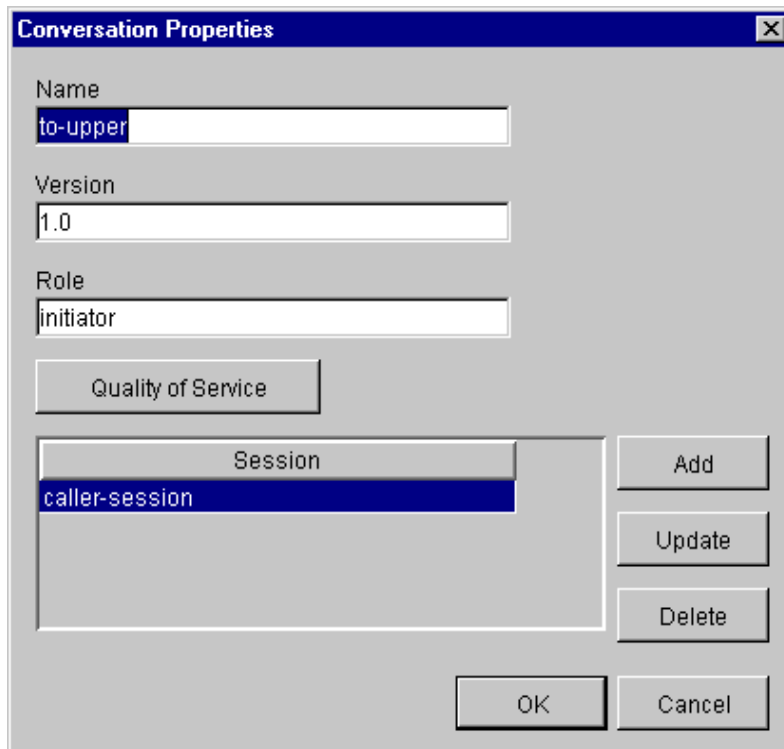 Conversation Properties
Name
to-upper
Version
1.0
Role
initiator
Quality of Service
Session
caller-session
Add
Update
Delete
OK
Cancel